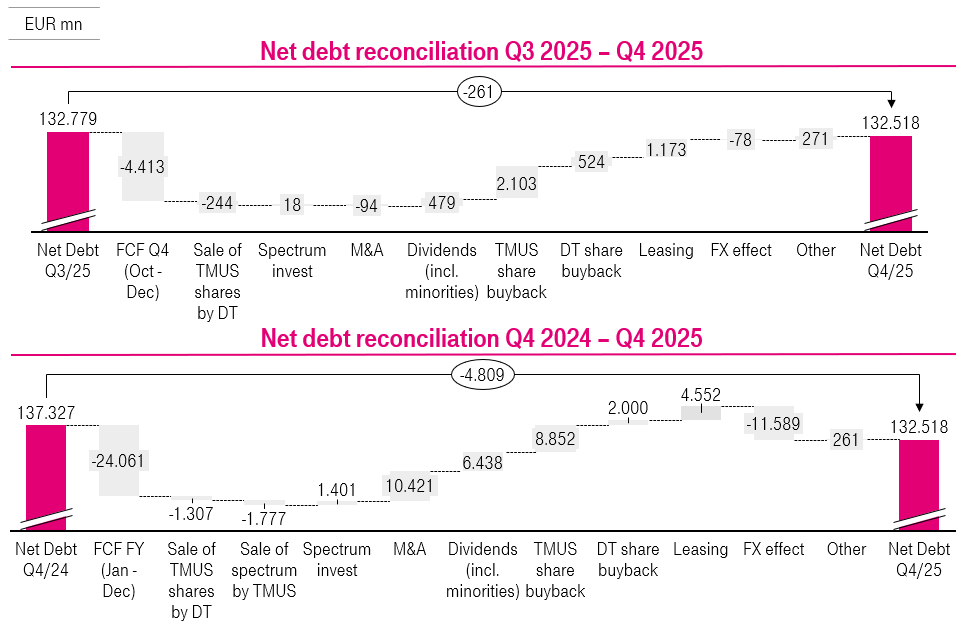 EUR mn
Net debt reconciliation Q3 2025 – Q4 2025
-261
132.779
-4.413
-244
18
-94
479
2.103
524
1.173
-78
271
132.518
Net Debt
Q3/25
FCF Q4
(Oct -
Dec)
Sale of
TMUS
shares
by DT
Spectrum
invest
M&A
Dividends
(incl.
minorities)
TMUS
share
buyback
DT share
buyback
Leasing
FX effect
Other
Net Debt
Q4/25
Net debt reconciliation Q4 2024 – Q4 2025
-4.809
137.327
-24.061
-1.307
-1.777
1.401
10.421
6.438
8.852
2.000
4.552
-11.589
261
132.518
Net Debt
Q4/24
FCF FY
(Jan -
Dec)
Sale of
TMUS
shares
by DT
Sale of
spectrum
by TMUS
Spectrum
invest
M&A
Dividends
(incl.
minorities)
TMUS
share
buyback
DT share
buyback
Leasing
FX effect
Other
Net Debt
Q4/25